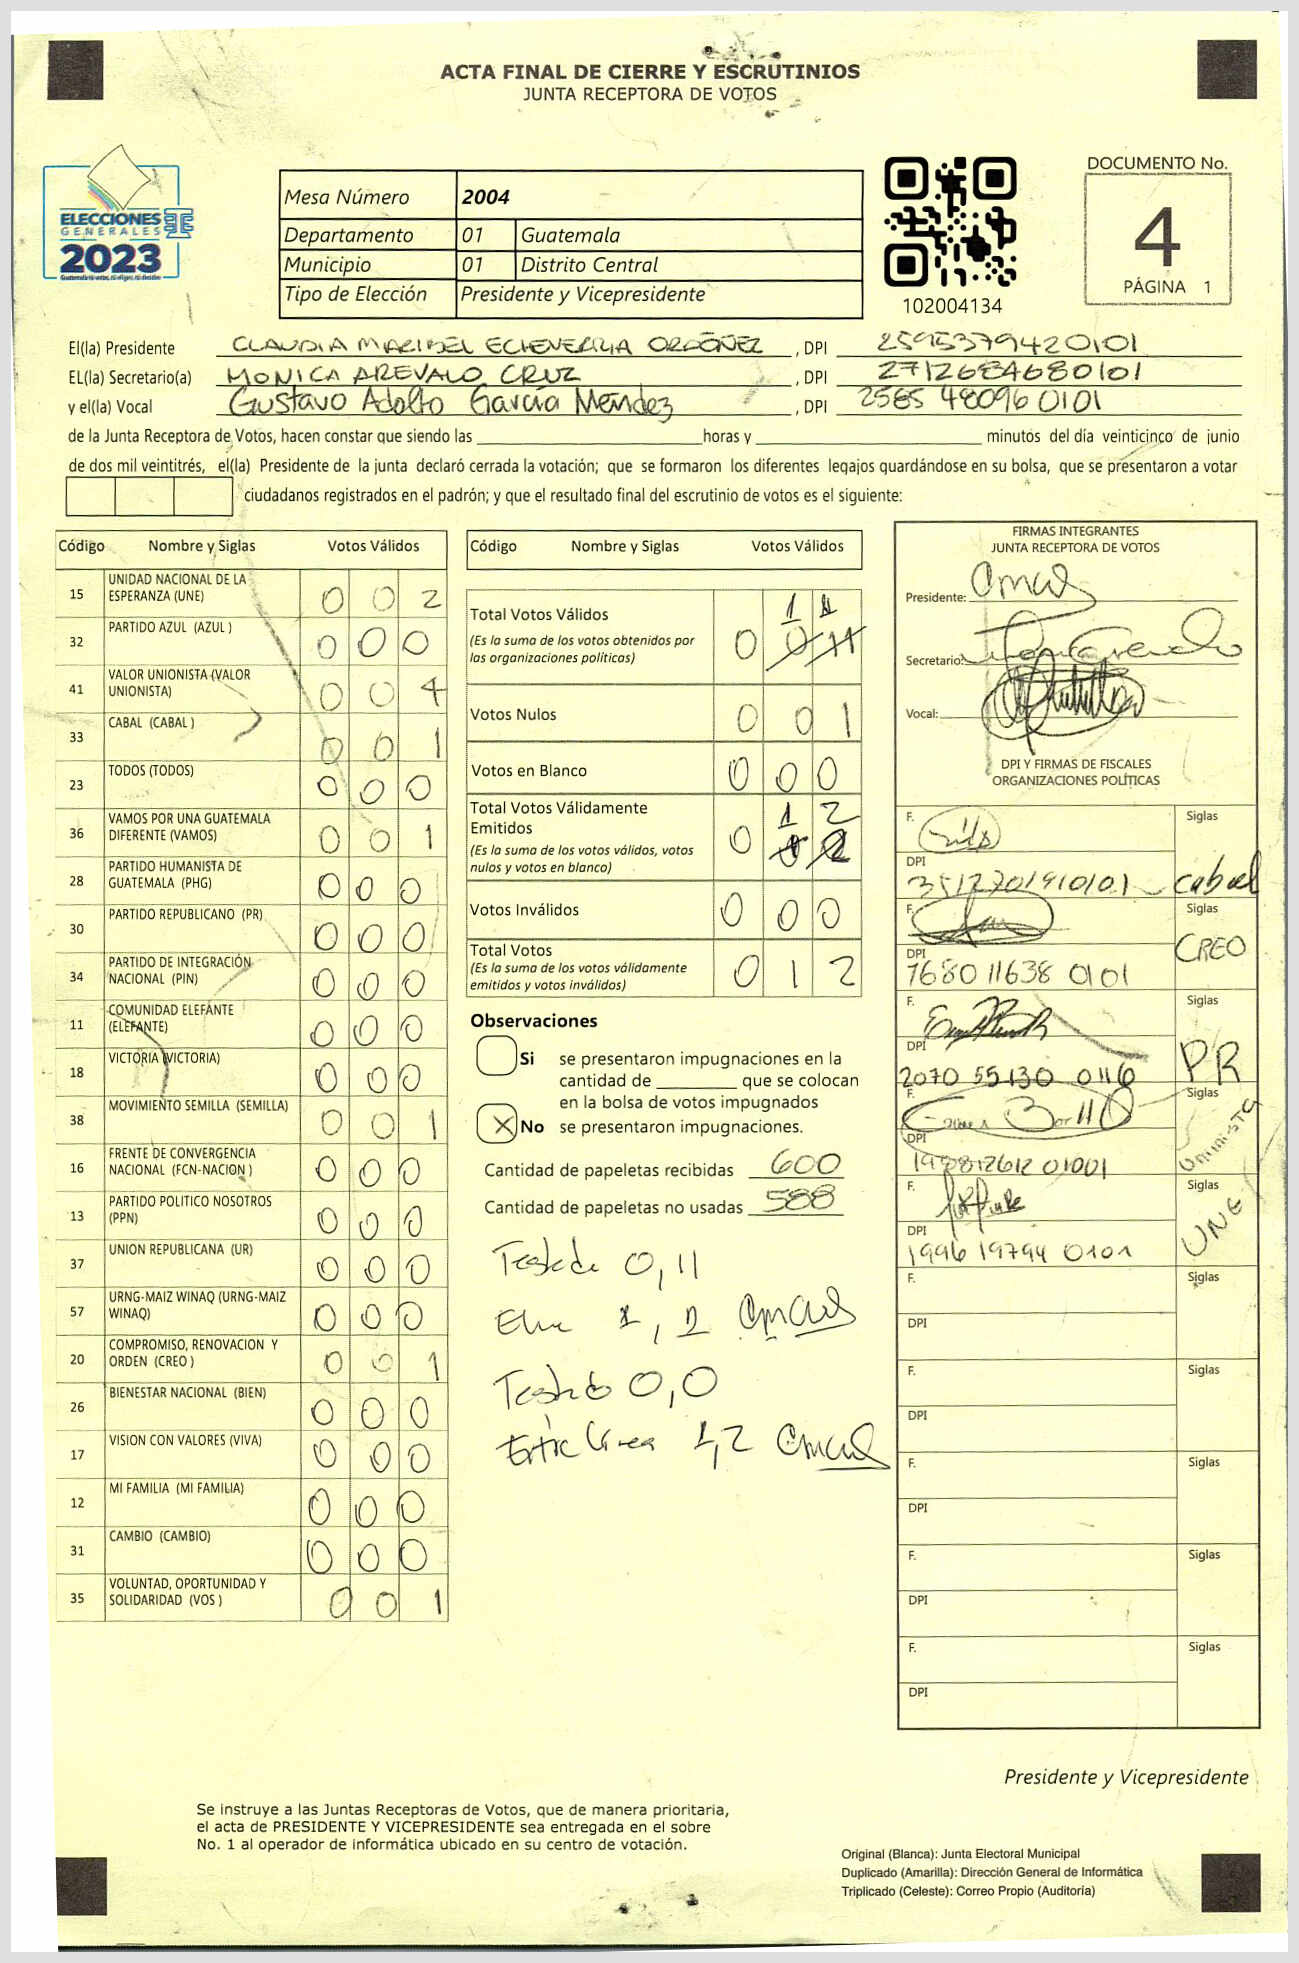 ACTA FINAL DE CIERRE Y ESCRUTINIOS
JUNTA RECEPTORA DE VOTOS
ELECCIONES
GENERALES
2023
Mesa Número 2004
Departamento 01 Guatemala
Municipio 01 Distrito Central
Tipo de Elección Presidente y Vicepresidente
102004134
DOCUMENTO No.
4
PÁGINA 1
El(la) Presidente CLAUDIA MARIBEL ECHEVERRIA ORDOÑEZ , DPI 2595379420101
EL(la) Secretario(a) MONICA AREVALO CRUZ , DPI 2712684680101
y el(la) Vocal Gustavo Adolfo García Méndez , DPI 2585 48096 0101
de la Junta Receptora de Votos, hacen constar que siendo las horas y minutos del día veinticinco de junio
de dos mil veintitrés, el(la) Presidente de la junta declaró cerrada la votación; que se formaron los diferentes legajos guardándose en su bolsa, que se presentaron a votar
ciudadanos registrados en el padrón; y que el resultado final del escrutinio de votos es el siguiente:
Código Nombre y Siglas Votos Válidos
15 UNIDAD NACIONAL DE LA
ESPERANZA (UNE) 0 0 2
32 PARTIDO AZUL (AZUL ) 0 0 0
41 VALOR UNIONISTA (VALOR
UNIONISTA) 0 0 4
33 CABAL (CABAL ) 0 0 1
23 TODOS (TODOS) 0 0 0
36 VAMOS POR UNA GUATEMALA
DIFERENTE (VAMOS) 0 0 1
28 PARTIDO HUMANISTA DE
GUATEMALA (PHG) 0 0 0
30 PARTIDO REPUBLICANO (PR) 0 0 0
34 PARTIDO DE INTEGRACIÓN
NACIONAL (PIN) 0 0 0
11 COMUNIDAD ELEFANTE
(ELEFANTE) 0 0 0
18 VICTORIA (VICTORIA) 0 0 0
38 MOVIMIENTO SEMILLA (SEMILLA) 0 0 1
16 FRENTE DE CONVERGENCIA
NACIONAL (FCN-NACION ) 0 0 0
13 PARTIDO POLITICO NOSOTROS
(PPN) 0 0 0
37 UNION REPUBLICANA (UR) 0 0 0
57 URNG-MAIZ WINAQ (URNG-MAIZ
WINAQ) 0 0 0
20 COMPROMISO, RENOVACION Y
ORDEN (CREO ) 0 0 1
26 BIENESTAR NACIONAL (BIEN) 0 0 0
17 VISION CON VALORES (VIVA) 0 0 0
12 MI FAMILIA (MI FAMILIA) 0 0 0
31 CAMBIO (CAMBIO) 0 0 0
35 VOLUNTAD, OPORTUNIDAD Y
SOLIDARIDAD (VOS ) 0 0 1
Código Nombre y Siglas Votos Válidos
1 1
Total Votos Válidos
(Es la suma de los votos obtenidos por
las organizaciones políticas) 0 0 11
Votos Nulos 0 0 1
Votos en Blanco 0 0 0
Total Votos Válidamente 1 2
Emitidos 0
(Es la suma de los votos válidos, votos
nulos y votos en blanco)
Votos Inválidos 0 0 0
Total Votos
(Es la suma de los votos válidamente
emitidos y votos inválidos) 0 1 2
Observaciones
Si se presentaron impugnaciones en la
cantidad de que se colocan
en la bolsa de votos impugnados
X No se presentaron impugnaciones.
Cantidad de papeletas recibidas 600
Cantidad de papeletas no usadas 588
Testado 0, 11
Testado 0,0
Entre línea 1,2
FIRMAS INTEGRANTES
JUNTA RECEPTORA DE VOTOS
Presidente:
Secretario:
Vocal:
DPI Y FIRMAS DE FISCALES
ORGANIZACIONES POLÍTICAS
F. Siglas
DPI
3512701910101 cabal
F. Siglas
CREO
DPI
7680 11638 0101
F. Siglas
DPI
2070 55130 0116 PR
F. Siglas
DPI Unionista
198812612 01001
F. Siglas
DPI UNE
1996 19794 0101
F. Siglas
DPI
F. Siglas
DPI
F. Siglas
DPI
F. Siglas
DPI
F. Siglas
DPI
Presidente y Vicepresidente
Se instruye a las Juntas Receptoras de Votos, que de manera prioritaria,
el acta de PRESIDENTE Y VICEPRESIDENTE sea entregada en el sobre
No. 1 al operador de informática ubicado en su centro de votación.
Original (Blanca): Junta Electoral Municipal
Duplicado (Amarilla): Dirección General de Informática
Triplicado (Celeste): Correo Propio (Auditoría)